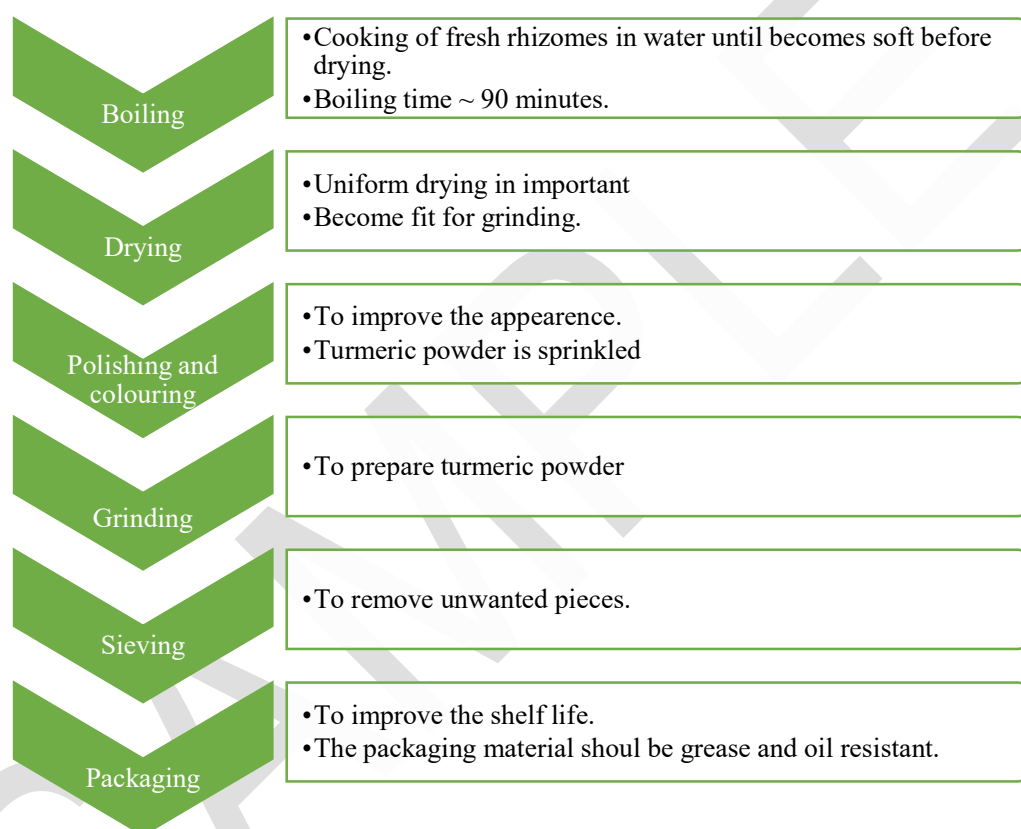 Boiling
•Cooking of fresh rhizomes in water until becomes soft before
drying.
•Boiling time ~ 90 minutes.
Drying
•Uniform drying in important
•Become fit for grinding.
Polishing and
colouring
•To improve the appearence.
•Turmeric powder is sprinkled
Grinding
•To prepare turmeric powder
Sieving
•To remove unwanted pieces.
Packaging
•To improve the shelf life.
•The packaging material shoul be grease and oil resistant.